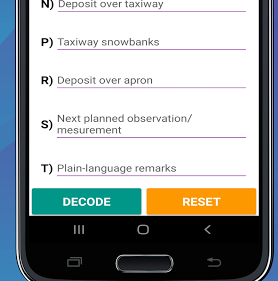 N) Deposit over taxiway
P) Taxiway snowbanks
R) Deposit over apron
S) Next planned observation/
mesurement
T) Plain-language remarks
DECODE RESET